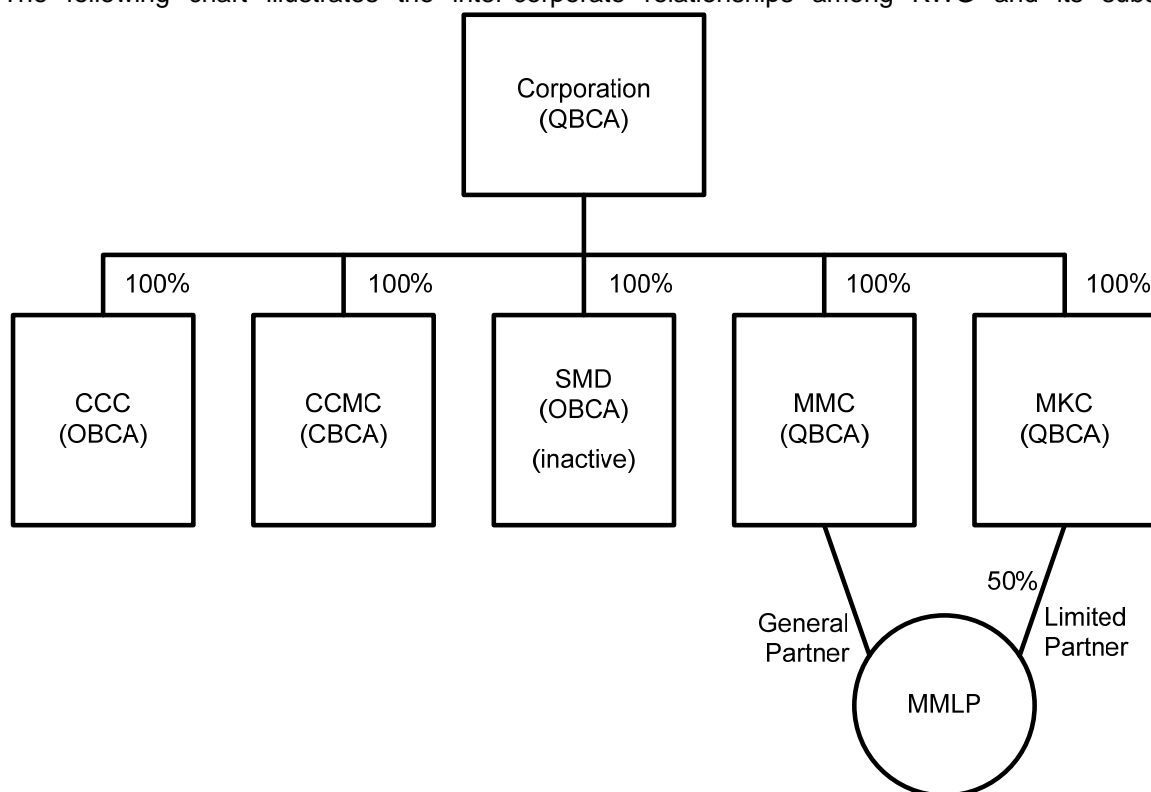 The following chart illustrates the inter-corporate relationships among KWG and its subs
Corporation
(QBCA)
100%
100%
100%
100%
100%
CCC
(OBCA)
CCMC
(CBCA)
SMD
(OBCA)
(inactive)
MMC
(QBCA)
MKC
(QBCA)
50%
General
Partner
Limited
Partner
MMLP